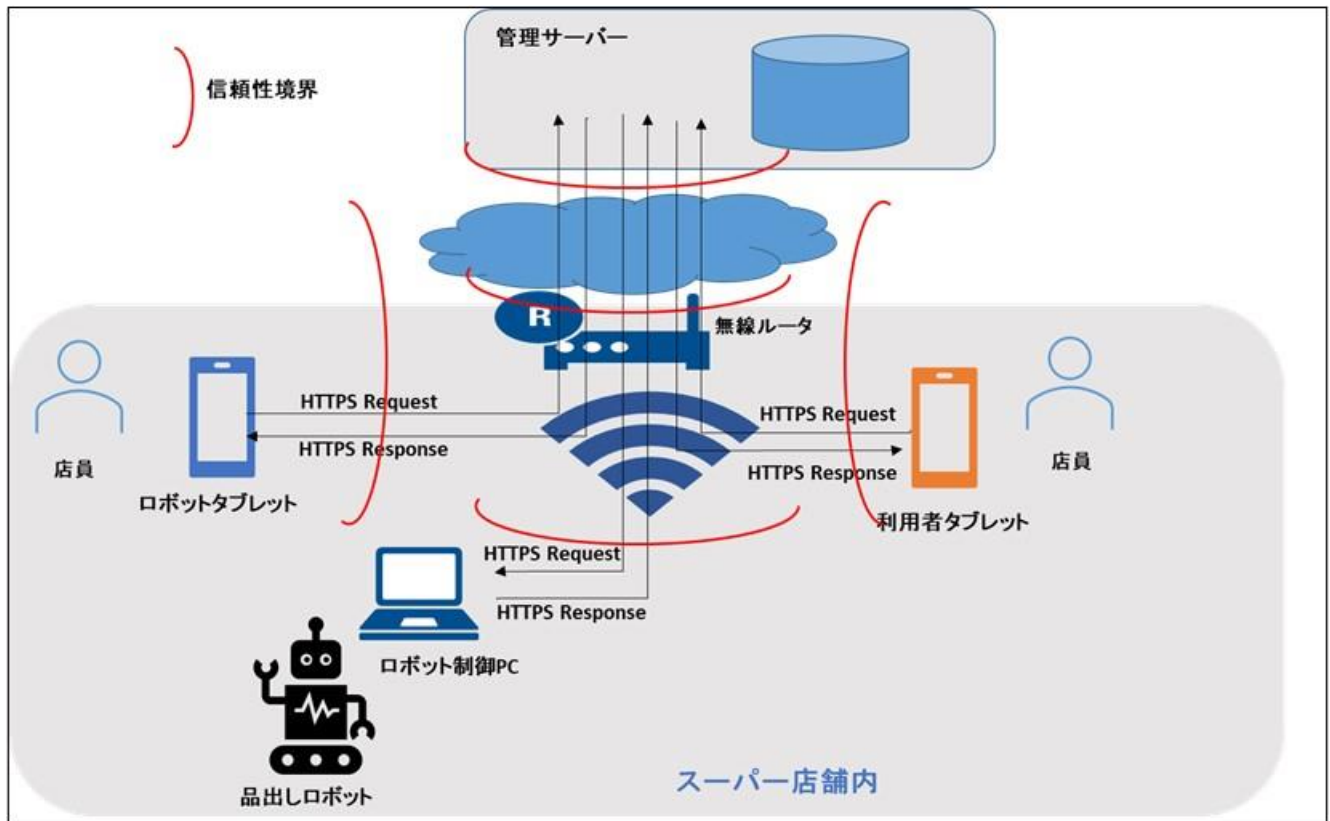 管理サーバー
信頼性境界
R
無線ルータ
HTTPS Request
HTTPS Response
店員
ロボットタブレット
HTTPS Request
HTTPS Response
店員
利用者タブレット
HTTPS Request
HTTPS Response
ロボット制御PC
品出しロボット
スーパー店舗内